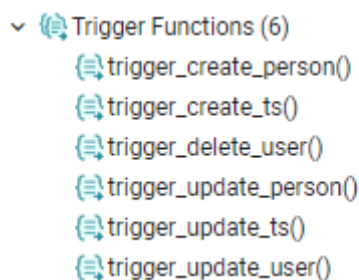 Trigger Functions (6)
trigger_create_person()
trigger_create_ts()
trigger_delete_user()
trigger_update_person()
trigger_update_ts()
trigger_update_user()